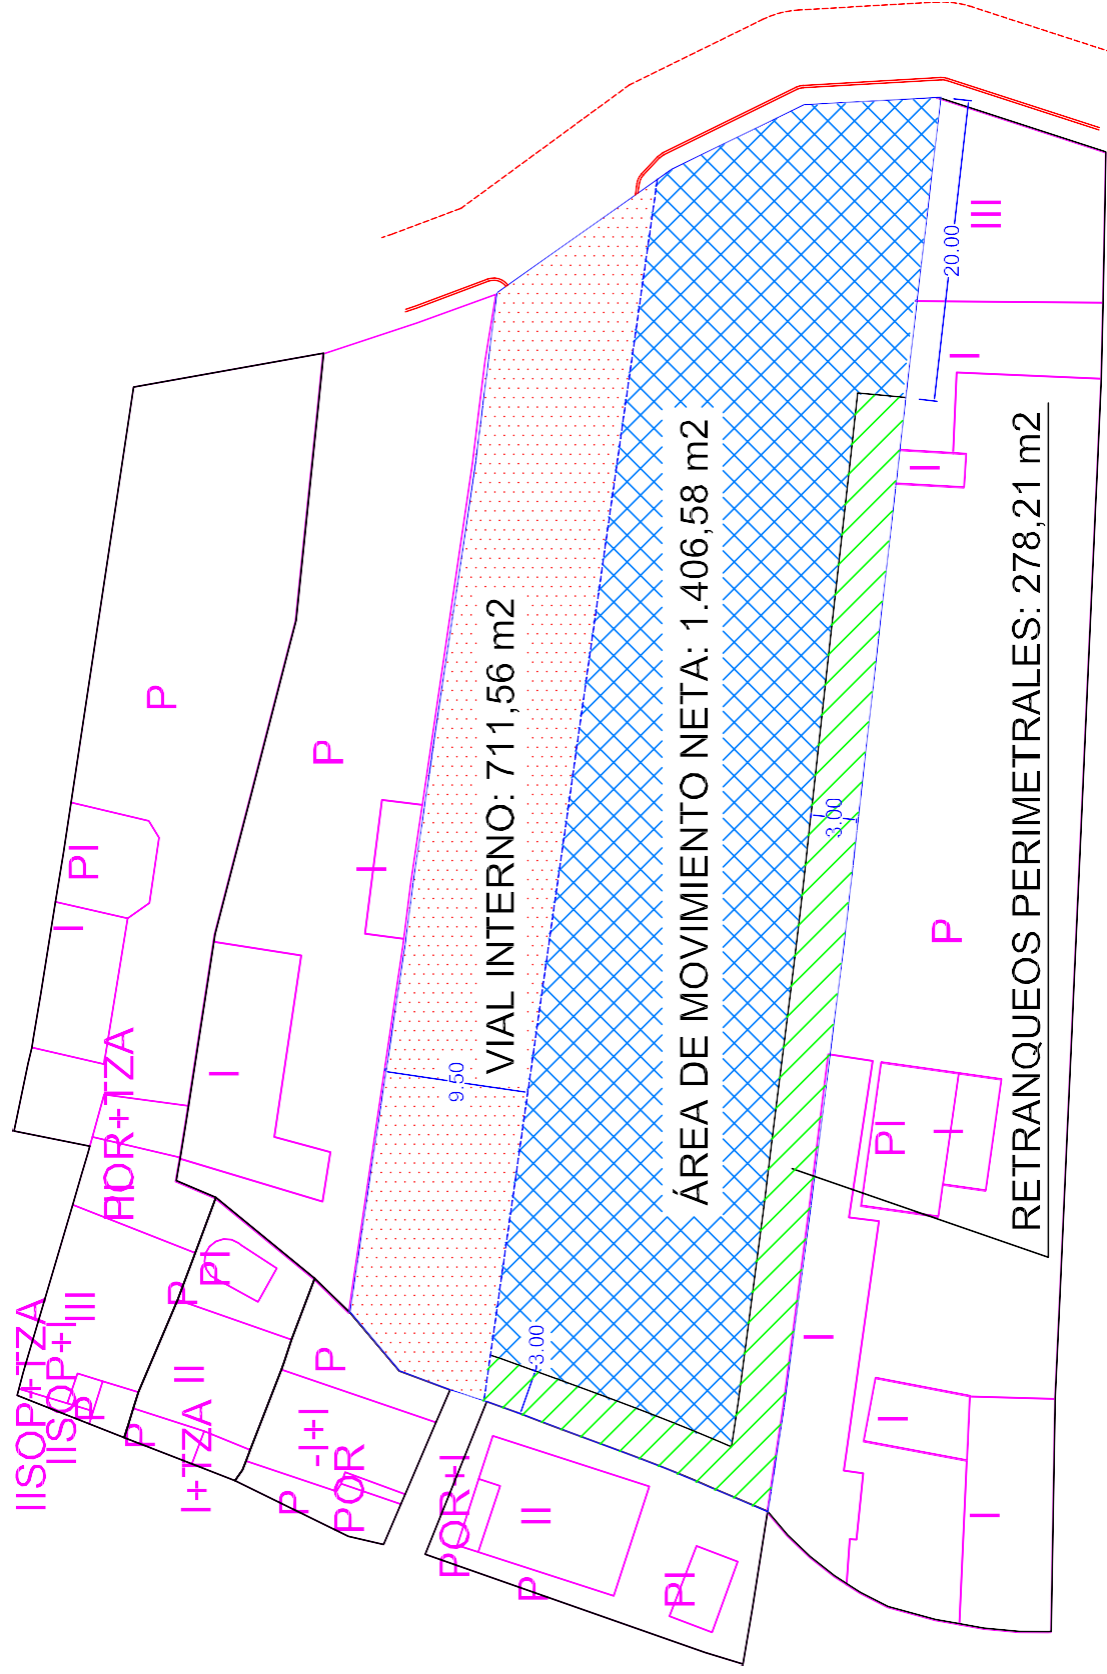 VIAL INTERNO: 711,56 m2
ÁREA DE MOVIMIENTO NETA: 1.406,58 m2
RETRANQUEOS PERIMETRALES: 278,21 m2
20.00
3.00
9.50
3.00
III
I
I
P
P
PI
I
I
I
P
PI
I
POR+TZA
III
IISOP+TZA
IISOP+I
P
P
P
PI
II
I+TZA
P
-I+I
POR
P
POR+I
II
P
PI
I
I
I